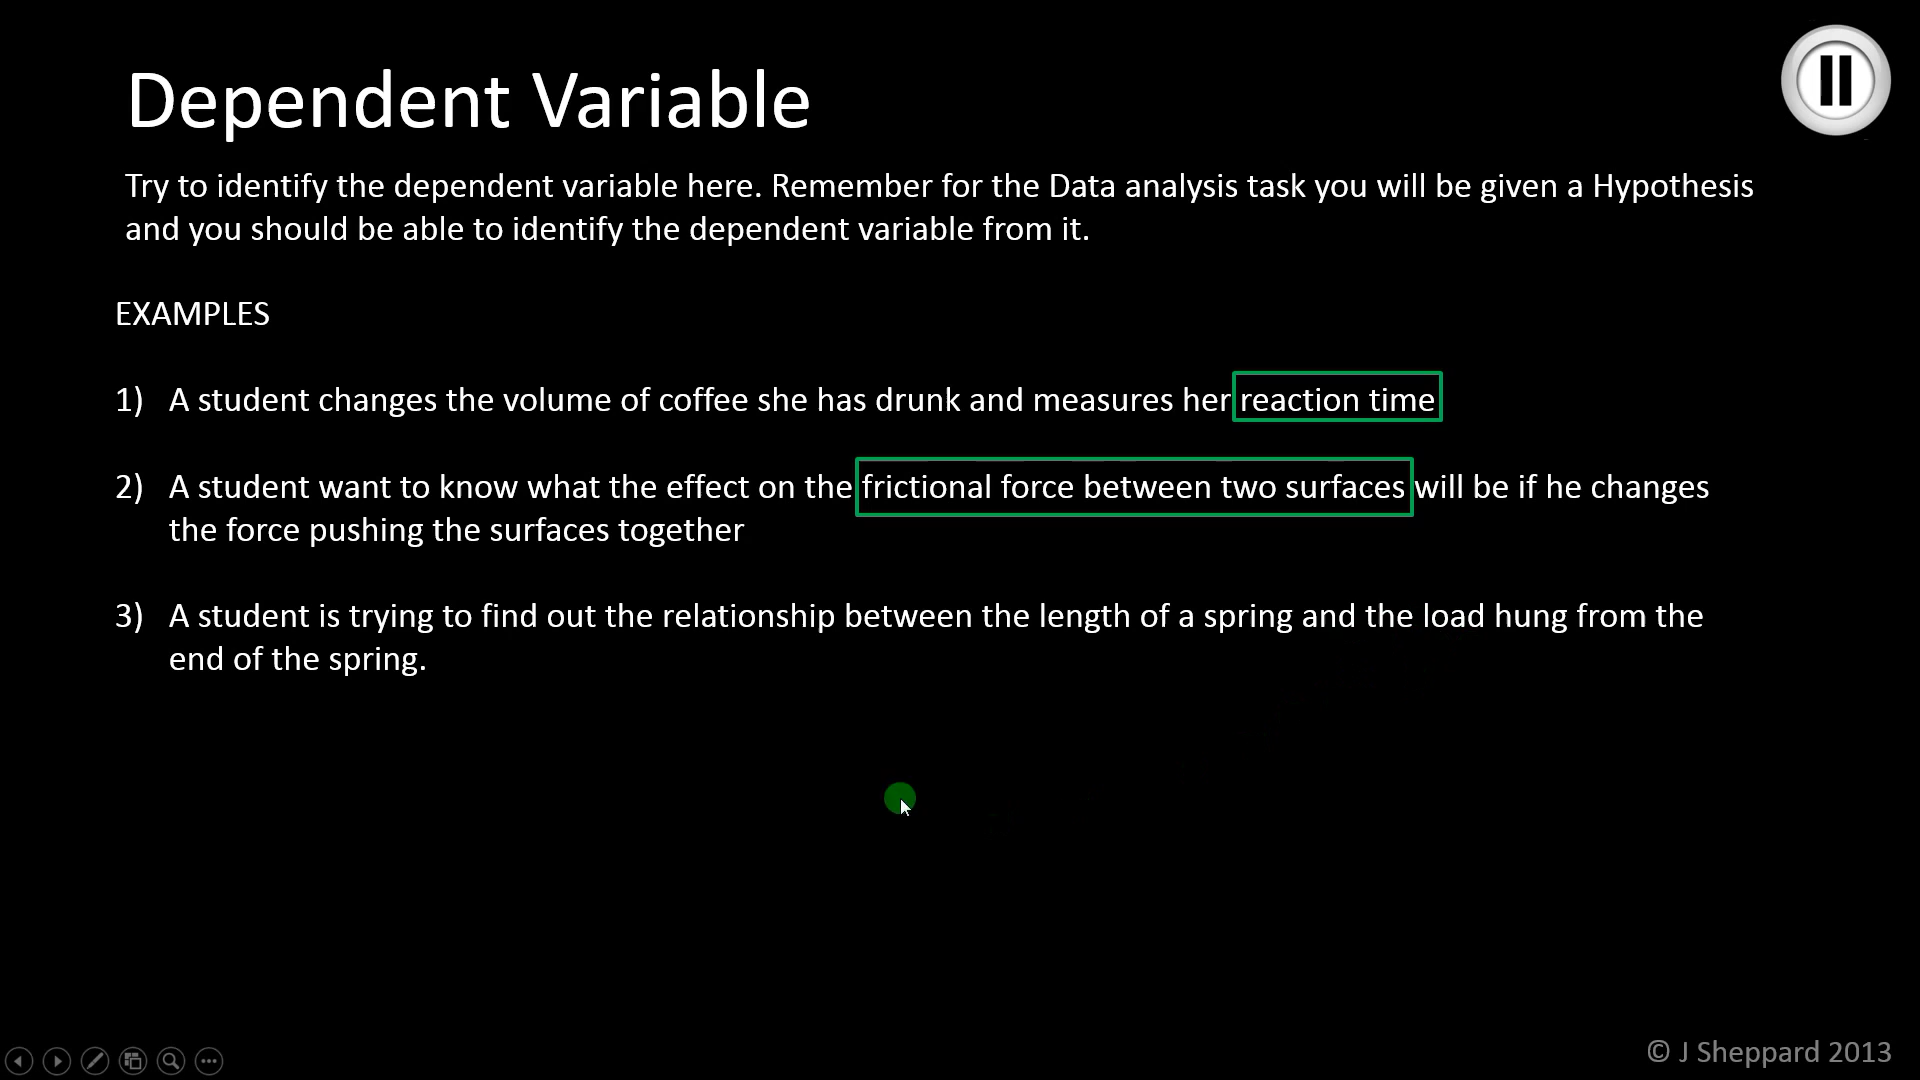 Dependent Variable
Try to identify the dependent variable here. Remember for the Data analysis task you will be given a Hypothesis
and you should be able to identify the dependent variable from it.
EXAMPLES
1) A student changes the volume of coffee she has drunk and measures her reaction time
2) A student want to know what the effect on the frictional force between two surfaces will be if he changes
the force pushing the surfaces together
3) A student is trying to find out the relationship between the length of a spring and the load hung from the
end of the spring.
© J Sheppard 2013